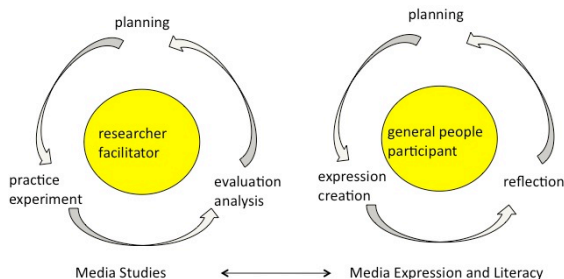 planning
researcher
facilitator
practice
experiment
evaluation
analysis
Media Studies
planning
general people
participant
expression
creation
reflection
Media Expression and Literacy